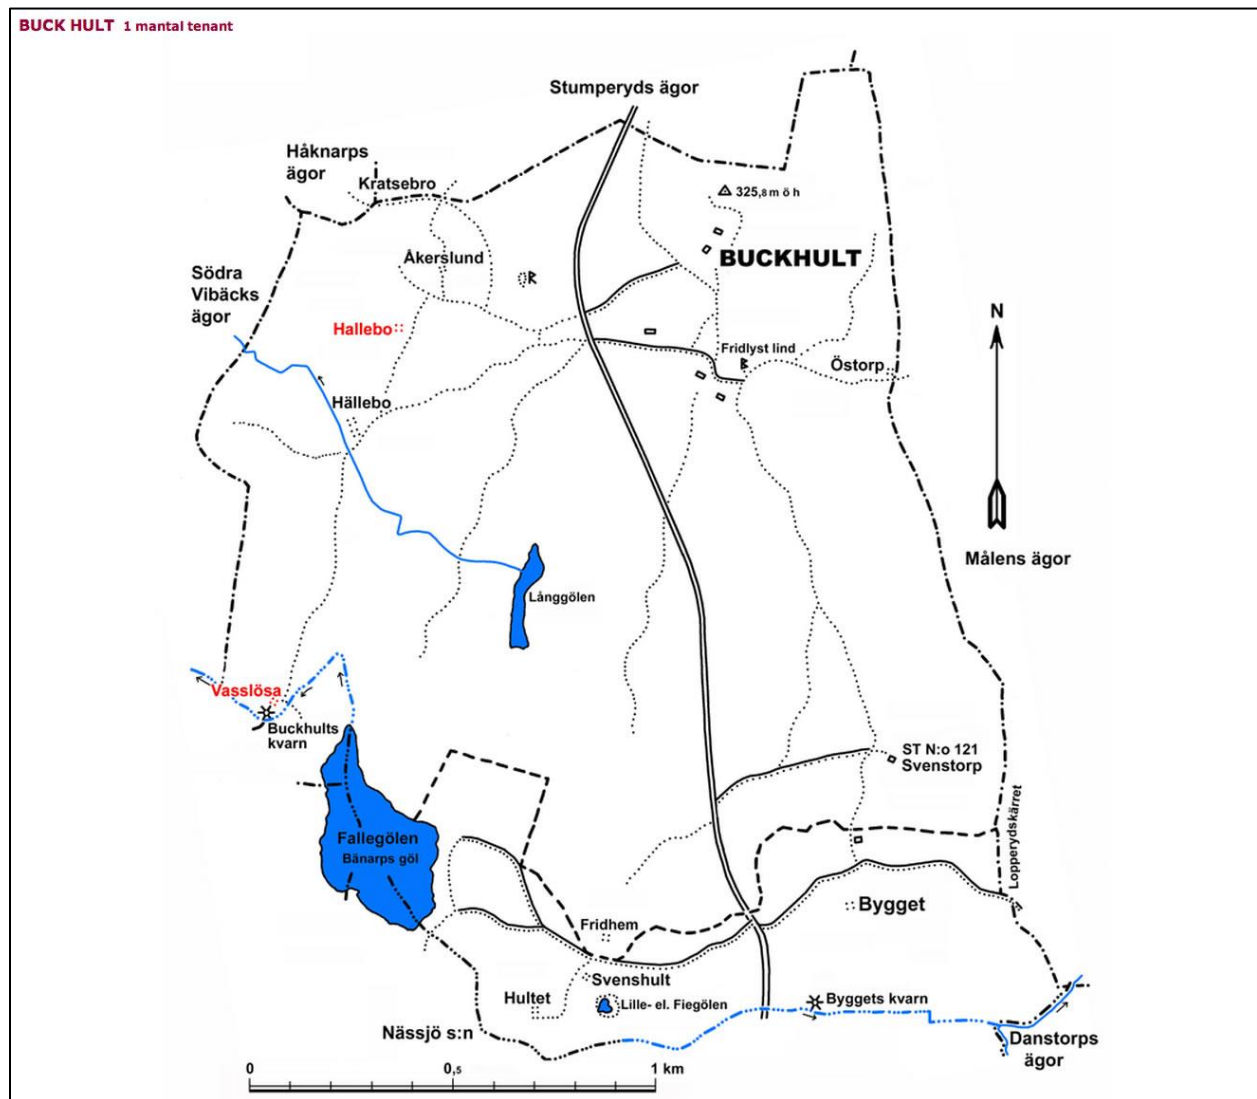 BUCK HULT 1 mantal tenant
Stumperyds ägor
Håknarps
ägor
Kratsebro
325,8 m ö h
BUCKHULT
Åkerslund
Södra
Vibäcks
ägor
Hallebo
Fridlyst lind
Östorp
N
Hällebo
Målens ägor
Långgölen
Vasslösa
Buckhults
kvarn
ST N:o 121
Svenstorp
Lopperydskärret
Fallegölen
Bänarps göl
Bygget
Fridhem
Svenshult
Hultet
Lille- el. Fiegölen
Byggets kvarn
Nässjö s:n
Danstorps
ägor
0 0,5 1 km